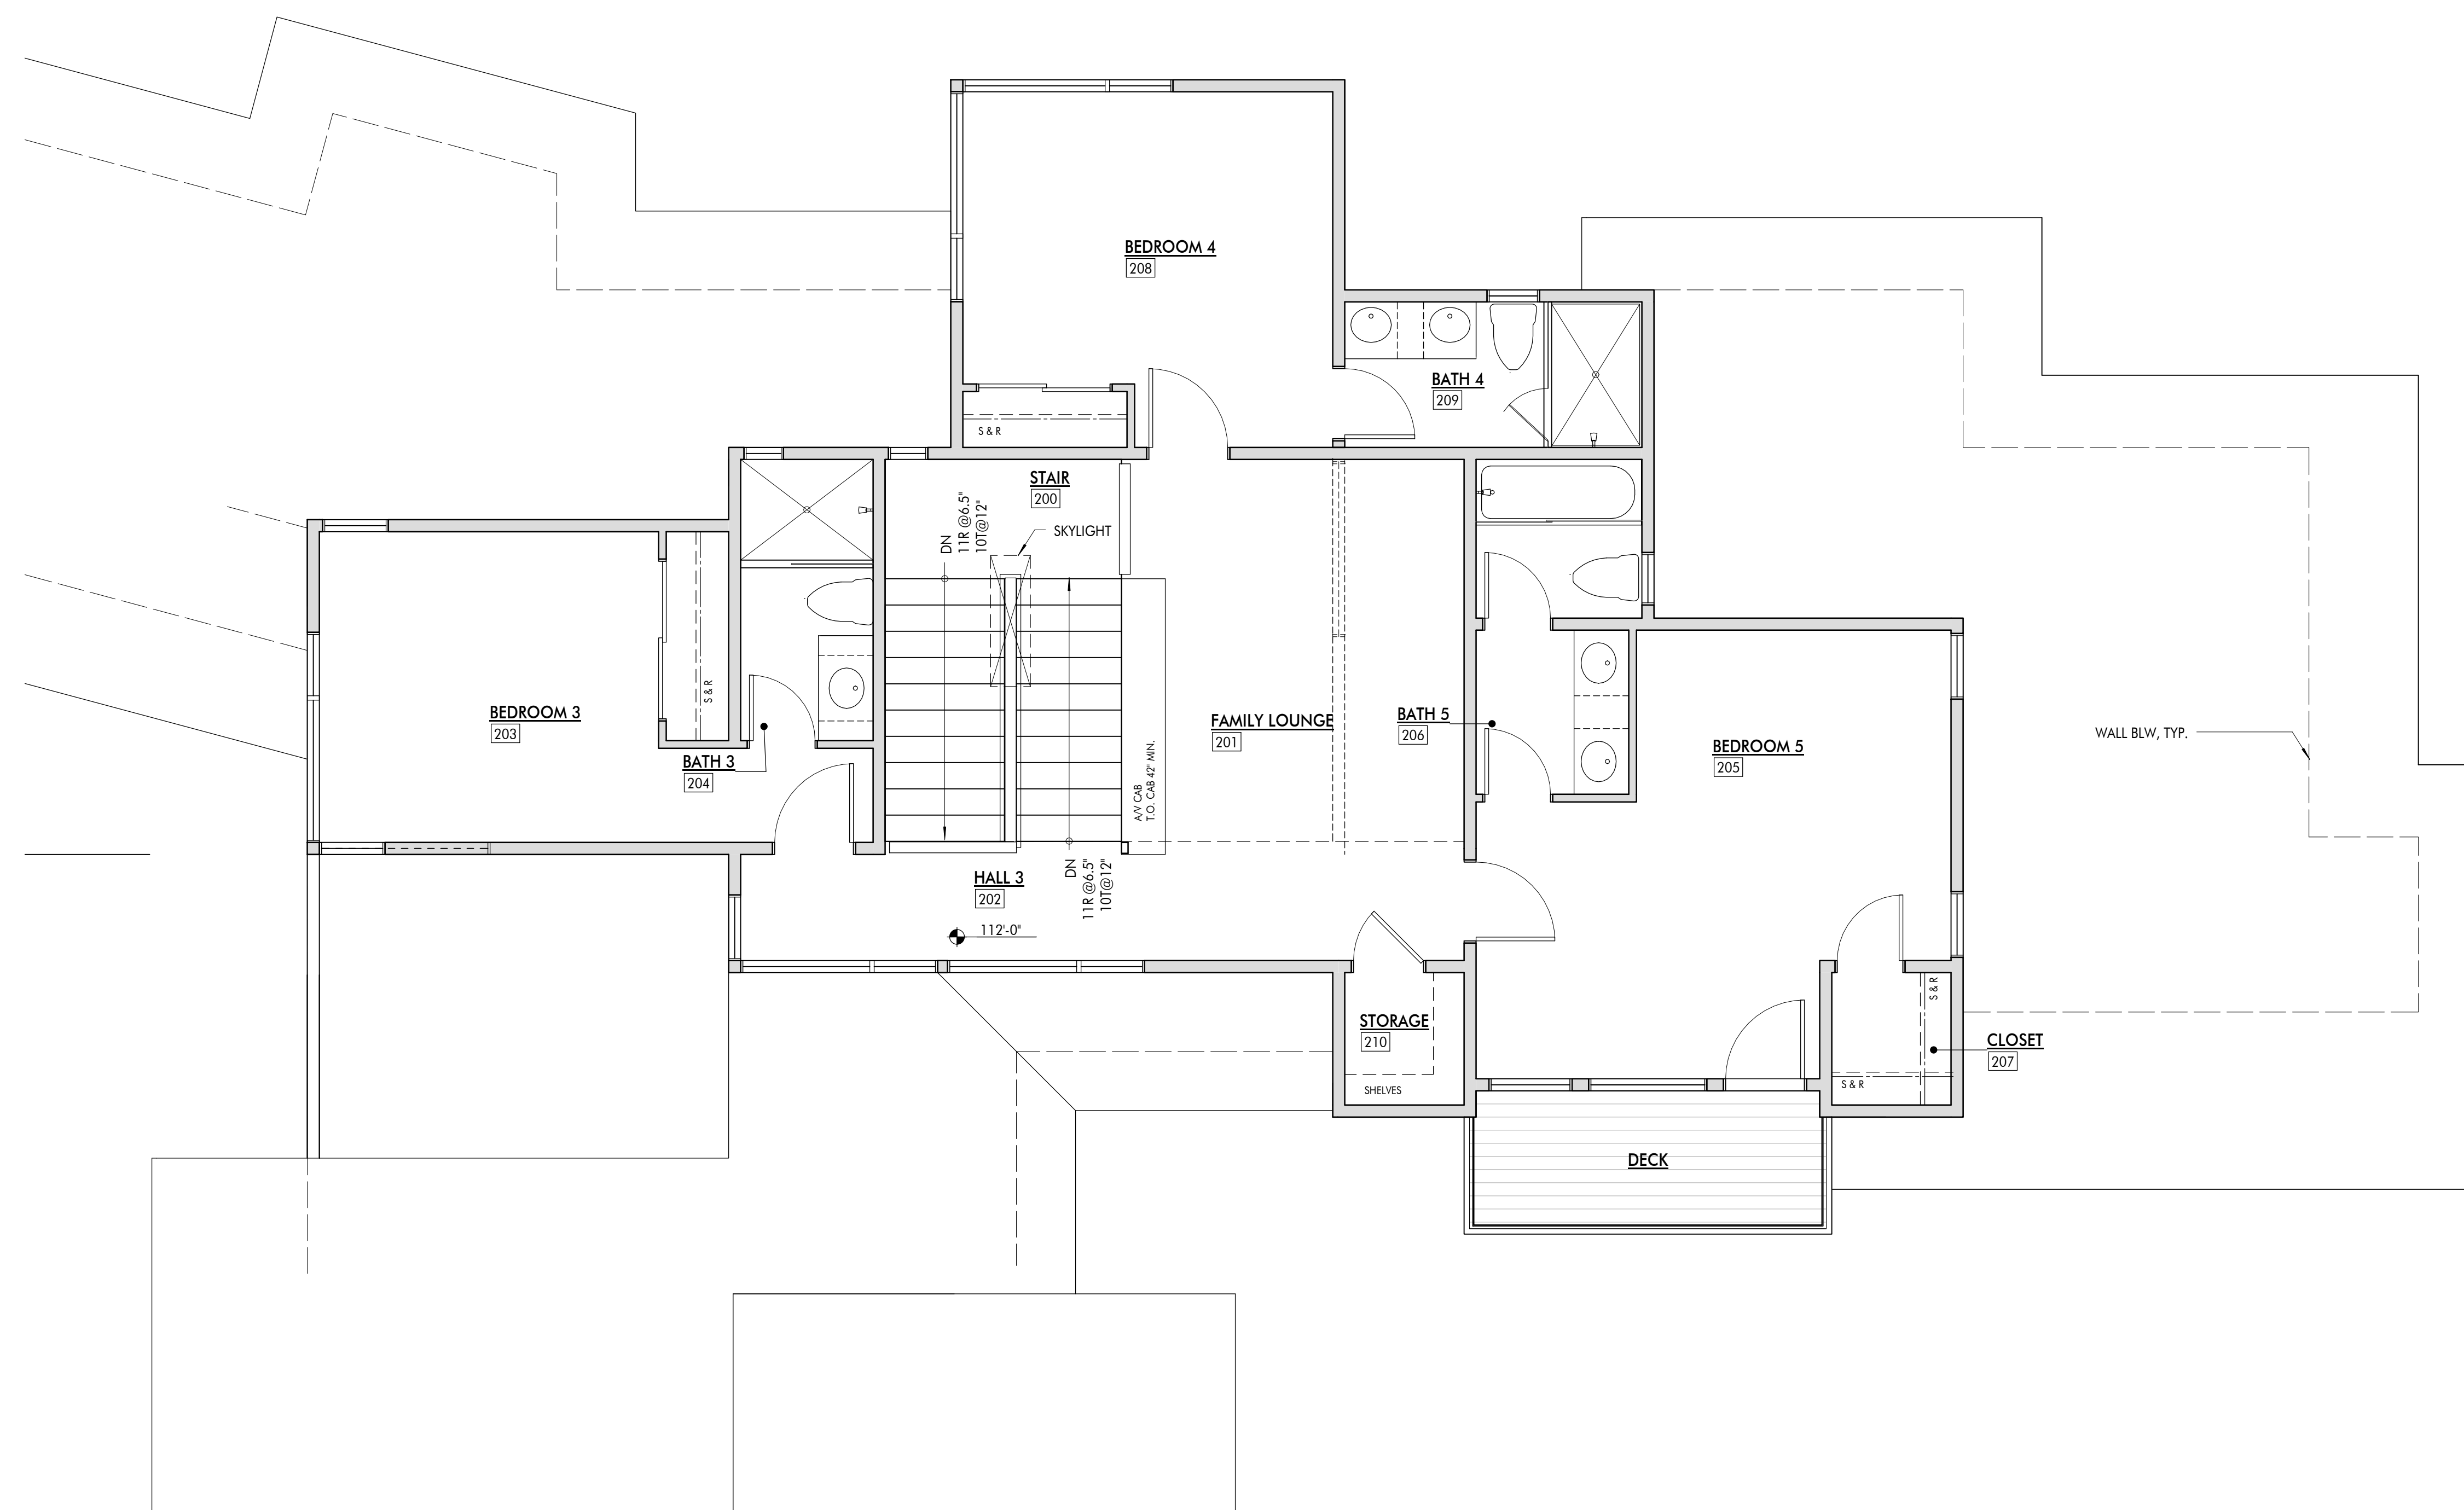 BEDROOM 4
208
BATH 4
209
S & R
STAIR
200
DN
11R @6.5"
10T@12"
SKYLIGHT
BEDROOM 3
203
S & R
BATH 3
204
FAMILY LOUNGE
201
A/V CAB
T.O. CAB 42" MIN.
BATH 5
206
BEDROOM 5
205
WALL BLW, TYP.
HALL 3
202
DN
11R @6.5"
10T@12"
112'-0"
STORAGE
210
SHELVES
S & R
S & R
CLOSET
207
DECK